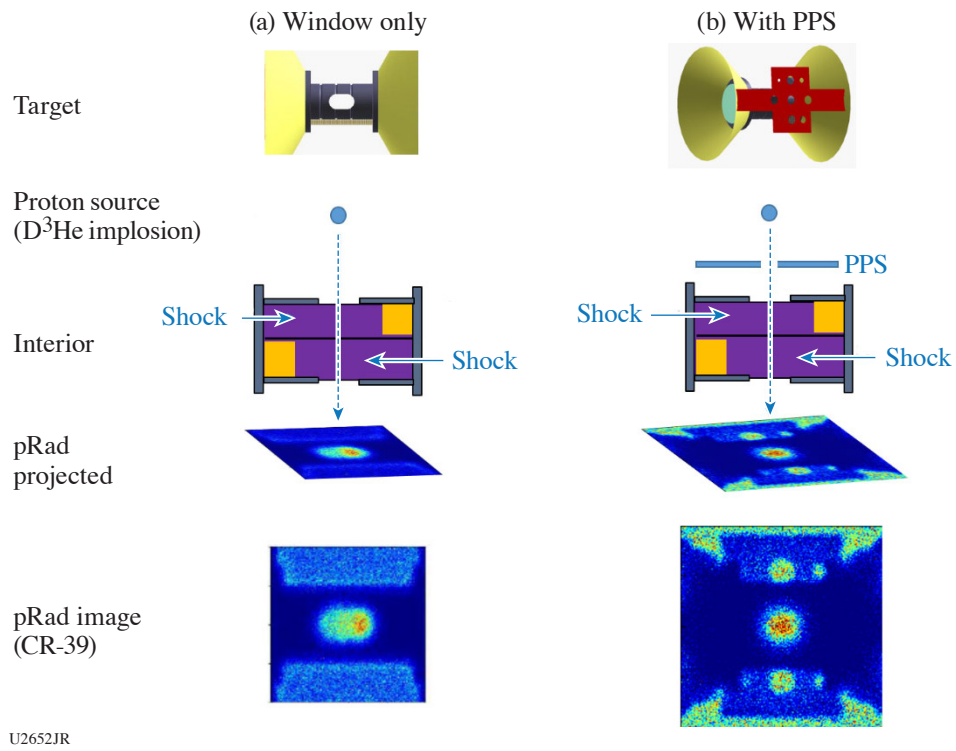 (a) Window only
(b) With PPS
Target
Proton source
(D³He implosion)
PPS
Shock
Shock
Interior
Shock
Shock
pRad
projected
pRad image
(CR-39)
U2652JR